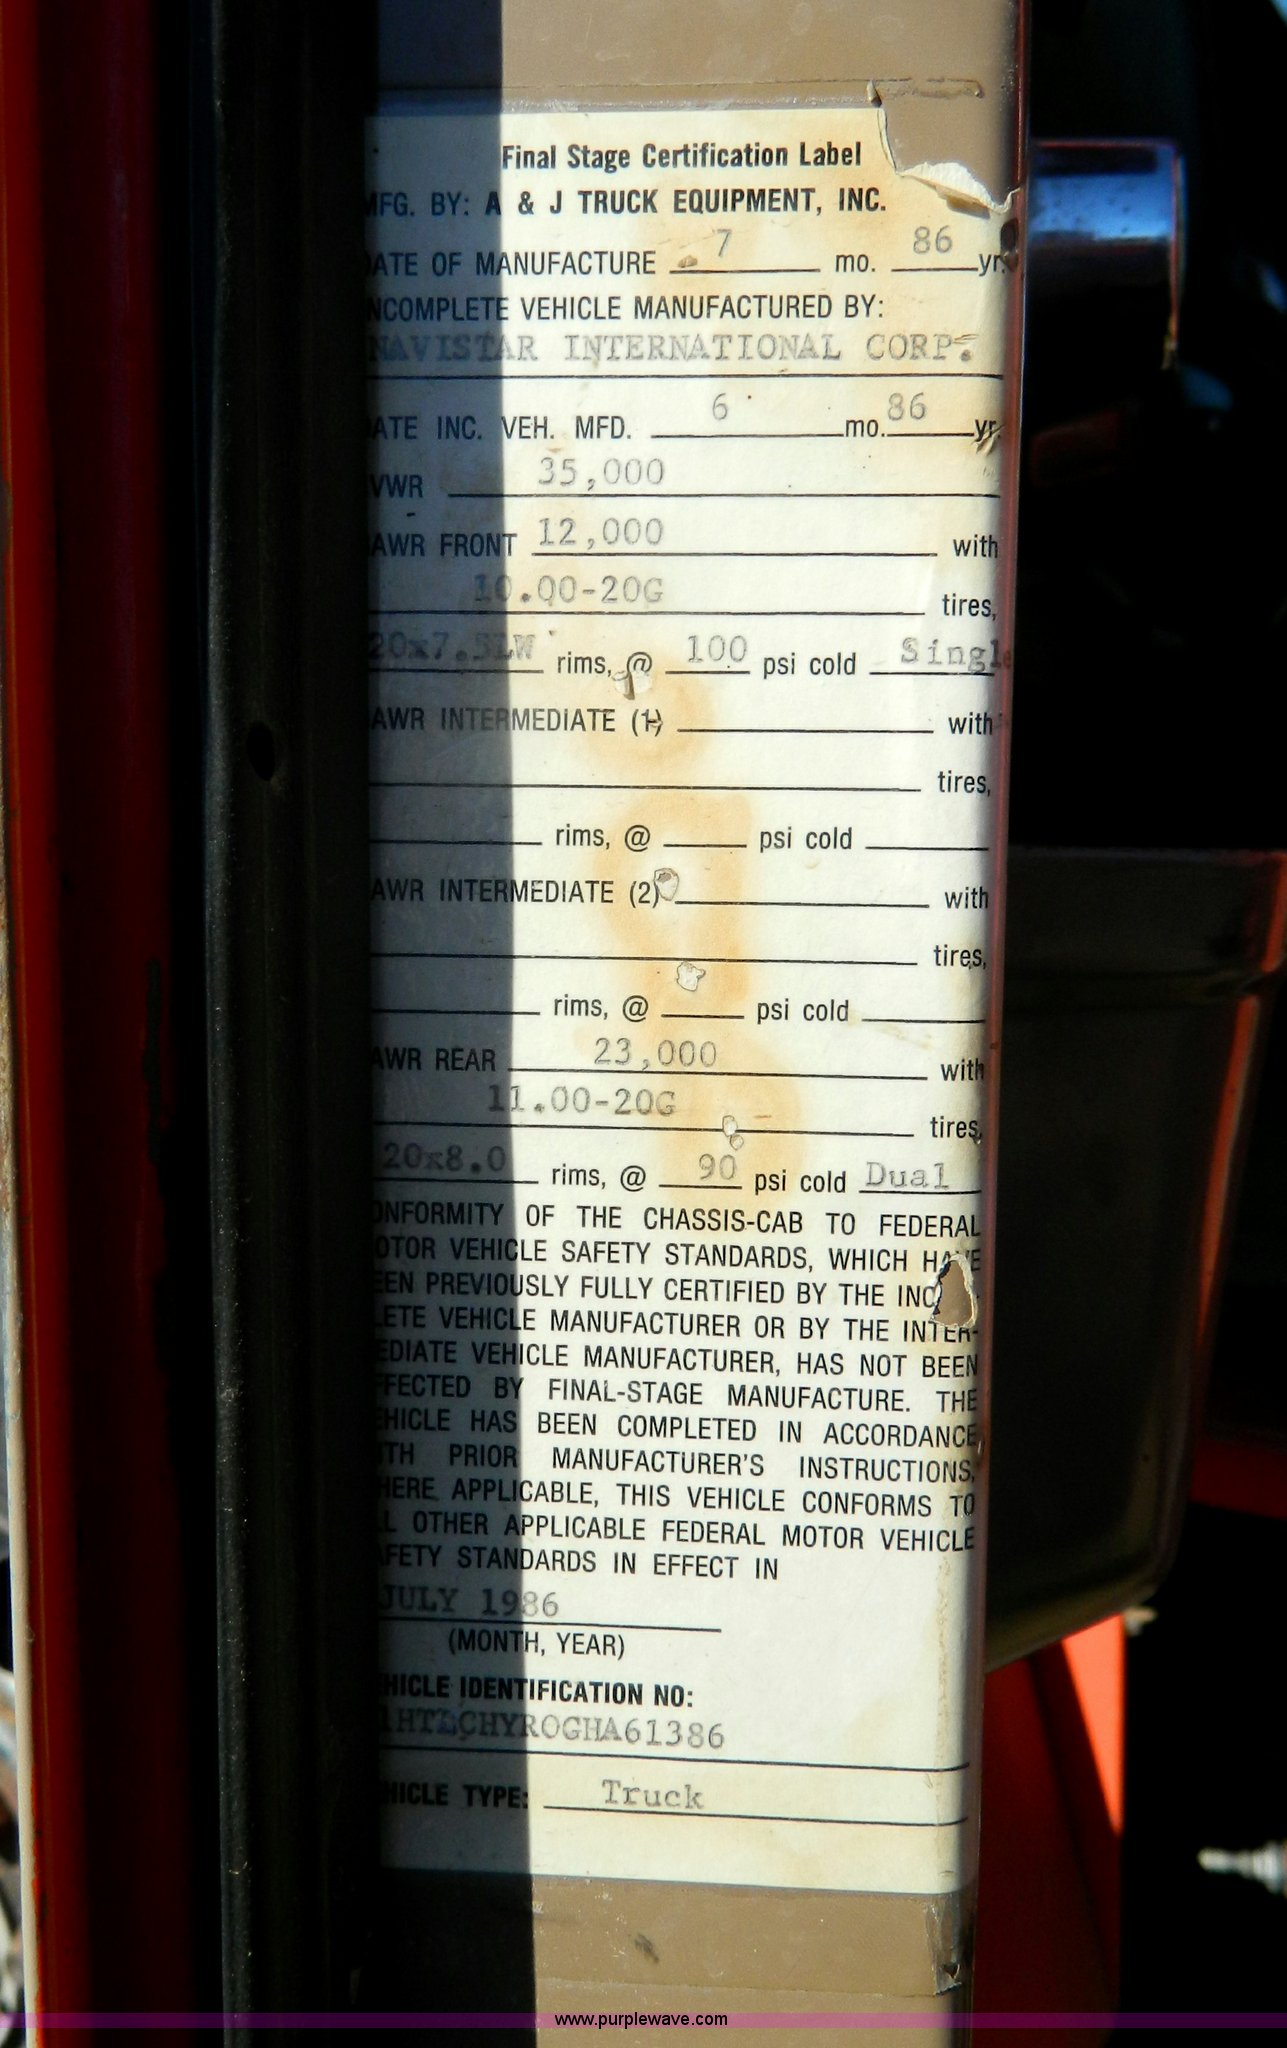 Final Stage Certification Label
MFG. BY: A & J TRUCK EQUIPMENT, INC.
ATE OF MANUFACTURE 7 mo. 86 yr.
NCOMPLETE VEHICLE MANUFACTURED BY:
NAVISTAR INTERNATIONAL CORP.
ATE INC. VEH. MFD. 6 mo. 86 yr.
VWR 35,000
AWR FRONT 12,000 with
10.00-20G tires,
20x7.5LW rims, @ 100 psi cold Single
AWR INTERMEDIATE (1) with
tires,
rims, @ psi cold
AWR INTERMEDIATE (2) with
tires,
rims, @ psi cold
AWR REAR 23,000 with
11.00-20G tires,
20x8.0 rims, @ 90 psi cold Dual
ONFORMITY OF THE CHASSIS-CAB TO FEDERAL
OTOR VEHICLE SAFETY STANDARDS, WHICH HAVE
EEN PREVIOUSLY FULLY CERTIFIED BY THE INC
LETE VEHICLE MANUFACTURER OR BY THE INTER-
EDIATE VEHICLE MANUFACTURER, HAS NOT BEEN
FFECTED BY FINAL-STAGE MANUFACTURE. THE
EHICLE HAS BEEN COMPLETED IN ACCORDANCE
ITH PRIOR MANUFACTURER'S INSTRUCTIONS,
HERE APPLICABLE, THIS VEHICLE CONFORMS TO
L OTHER APPLICABLE FEDERAL MOTOR VEHICLE
AFETY STANDARDS IN EFFECT IN
JULY 1986
(MONTH, YEAR)
HICLE IDENTIFICATION NO:
1HTLCHYROGHA61386
HICLE TYPE: Truck
www.purplewave.com